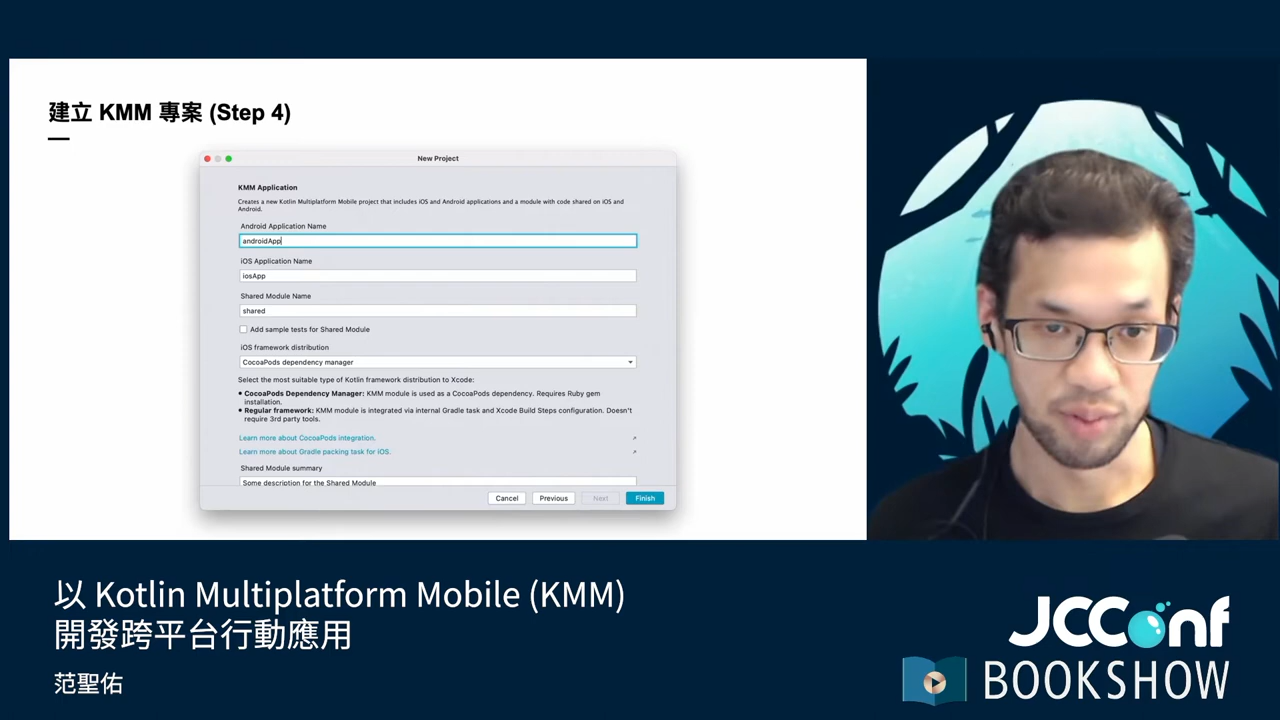 建立 KMM 專案 (Step 4)
New Project
KMM Application
Creates a new Kotlin Multiplatform Mobile project that includes iOS and Android applications and a module with code shared on iOS and
Android.
Android Application Name
androidApp
iOS Application Name
iosApp
Shared Module Name
shared
Add sample tests for Shared Module
iOS framework distribution
CocoaPods dependency manager
Select the most suitable type of Kotlin framework distribution to Xcode:
• CocoaPods Dependency Manager: KMM module is used as a CocoaPods dependency. Requires Ruby gem
installation.
• Regular framework: KMM module is integrated via internal Gradle task and Xcode Build Steps configuration. Doesn't
require 3rd party tools.
Learn more about CocoaPods integration.
Learn more about Gradle packing task for iOS.
Shared Module summary
Some description for the Shared Module
Cancel
Previous
Next
Finish
以 Kotlin Multiplatform Mobile (KMM)
開發跨平台行動應用
范聖佑
JCConf
BOOKSHOW